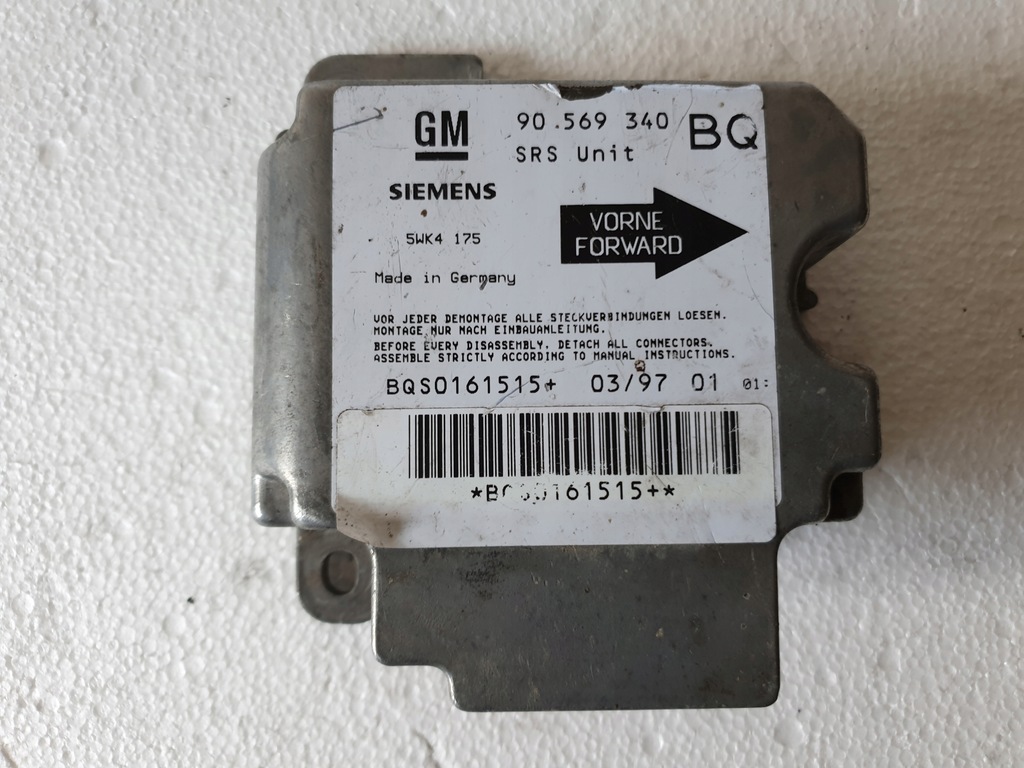 GM
90.569 340 BQ
SRS Unit
SIEMENS
VORNE
FORWARD
5WK4 175
Made in Germany
VOR JEDER DEMONTAGE ALLE STECKVERBINDUNGEN LOESEN.
MONTAGE NUR NACH EINBAUANLEITUNG.
BEFORE EVERY DISASSEMBLY, DETACH ALL CONNECTORS.
ASSEMBLE STRICTLY ACCORDING TO MANUAL INSTRUCTIONS.
BQS0161515+ 03/97 01 01:
*BQS0161515+*